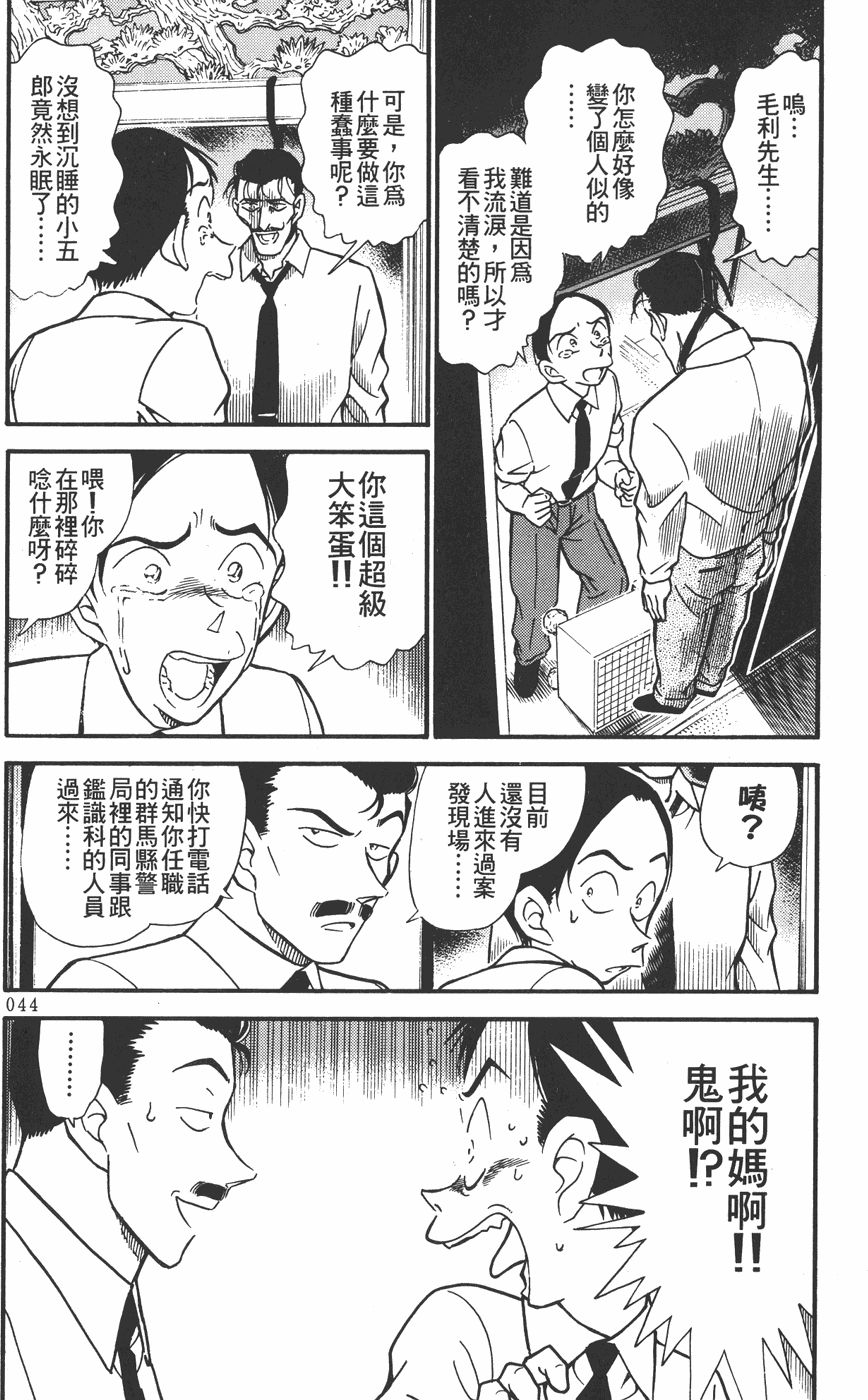 嗚…
毛利先生……
你怎麼好像
變了個人似的
……
難道是因爲
我流淚，所以才
看不清楚的嗎？
可是，你爲
什麼要做這
種蠢事呢？
沒想到沉睡的小五
郎竟然永眠了……
你這個超級
大笨蛋!!
喂！你
在那裡碎碎
唸什麼呀？
咦？
目前
還沒有
人進來過案
發現場……
你快打電話
通知你任職
的群馬縣警
局裡的同事跟
鑑識科的人員
過來……
044
我的媽啊!!
鬼啊!?
……